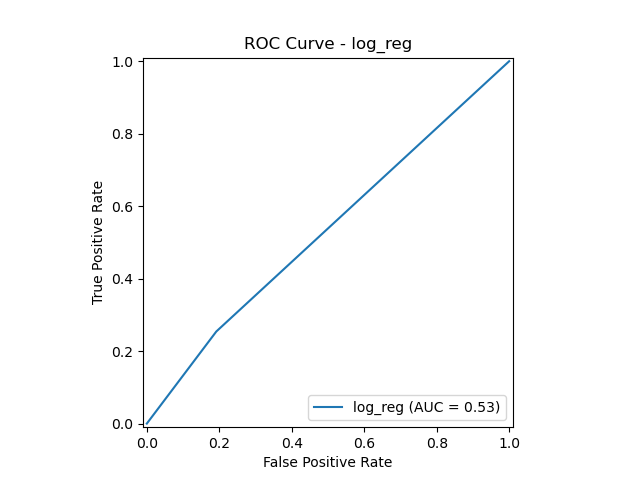 ROC Curve - log_reg
True Positive Rate
1.0
0.8
0.6
0.4
0.2
0.0
log_reg (AUC = 0.53)
0.0 0.2 0.4 0.6 0.8 1.0
False Positive Rate